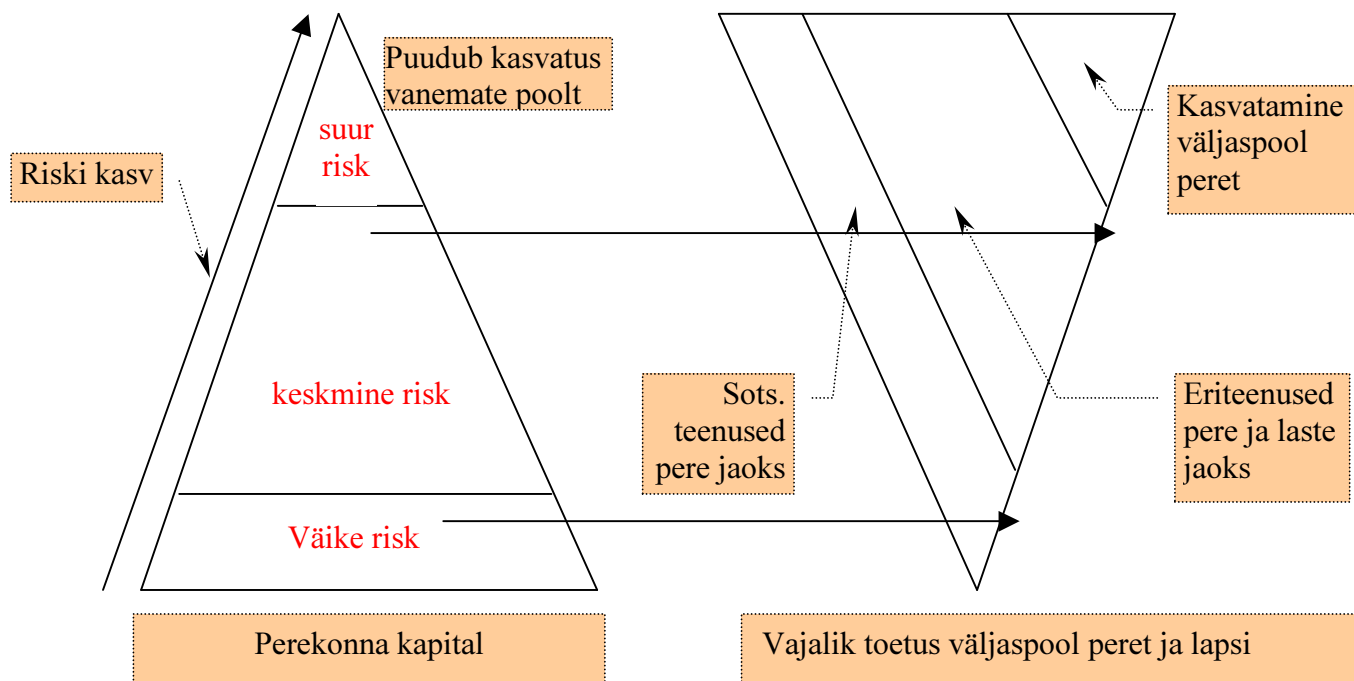 Puudub kasvatus
vanemate poolt
suur
risk
Riski kasv
Kasvatamine
väljaspool
peret
keskmine risk
Sots.
teenused
pere jaoks
Eriteenused
pere ja laste
jaoks
Väike risk
Perekonna kapital
Vajalik toetus väljaspool peret ja lapsi